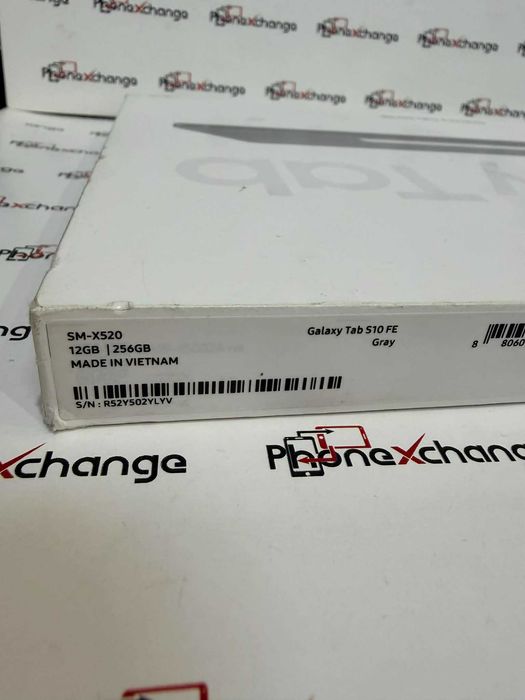 PhoneXchange
PhoneXchange
PhoneXchange
PhoneXchange
PhoneXchange
PhoneXchange
PhoneXchange
PhoneXchange
PhoneXchange
y Tab
SM-X520
12GB | 256GB
MADE IN VIETNAM
S/N : R52Y502YLYV
Galaxy Tab S10 FE
Gray
8 8060
Xchange
PhoneXchang